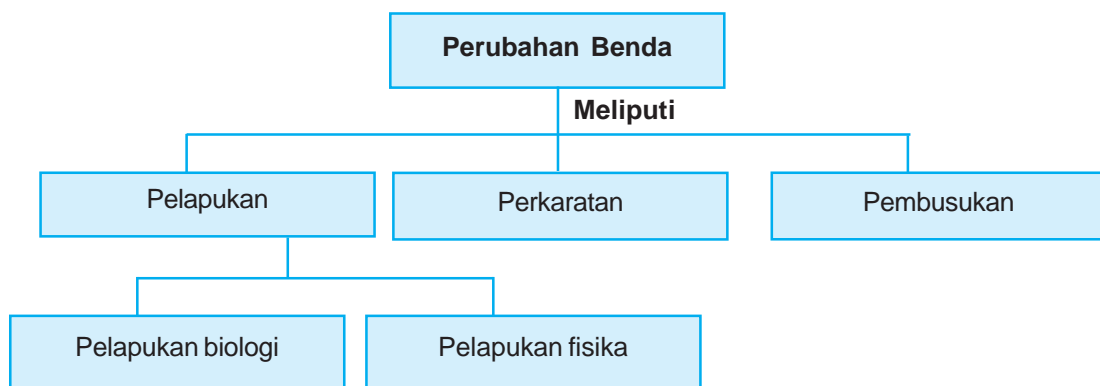 Perubahan Benda
Meliputi
Pelapukan
Perkaratan
Pembusukan
Pelapukan biologi
Pelapukan fisika